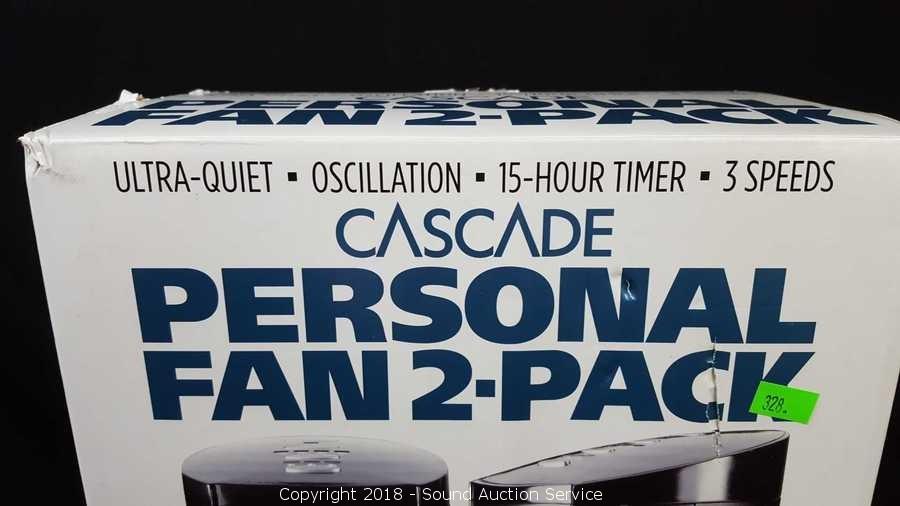 CASCADE
PERSONAL
FAN 2-PACK
ULTRA-QUIET ▪ OSCILLATION ▪ 15-HOUR TIMER ▪ 3 SPEEDS
CASCADE
PERSONAL
FAN 2-PACK
328.
Copyright 2018 - Sound Auction Service